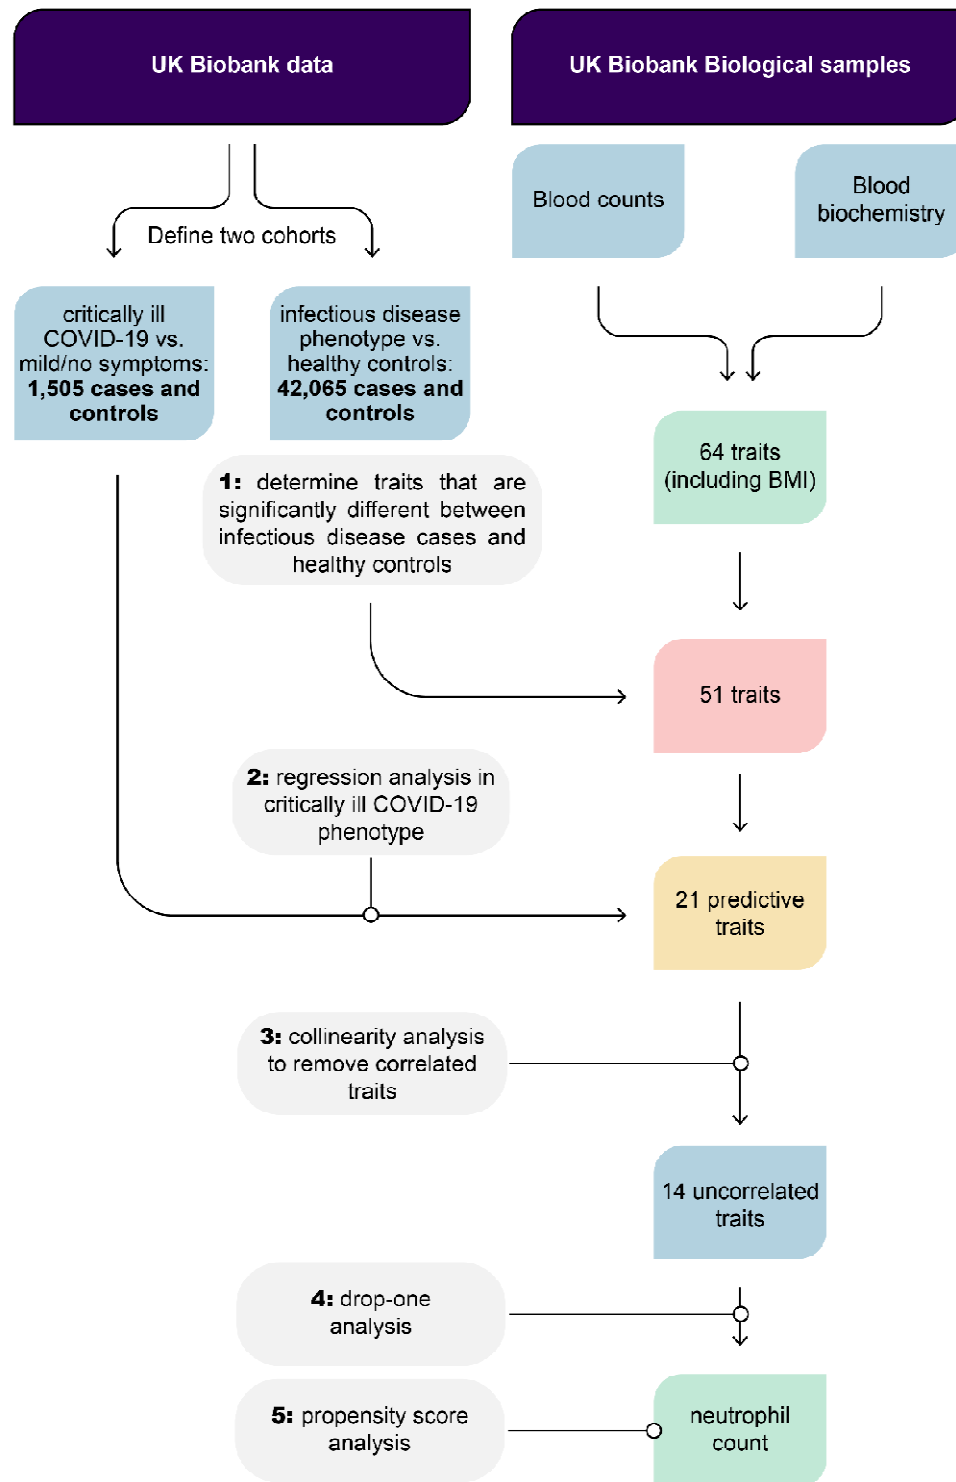 UK Biobank data
UK Biobank Biological samples
Blood counts
Blood
biochemistry
Define two cohorts
critically ill
COVID-19 vs.
mild/no symptoms:
1,505 cases and
controls
infectious disease
phenotype vs.
healthy controls:
42,065 cases and
controls
64 traits
(including BMI)
1: determine traits that are
significantly different between
infectious disease cases and
healthy controls
51 traits
2: regression analysis in
critically ill COVID-19
phenotype
21 predictive
traits
3: collinearity analysis
to remove correlated
traits
14 uncorrelated
traits
4: drop-one
analysis
5: propensity score
analysis
neutrophil
count